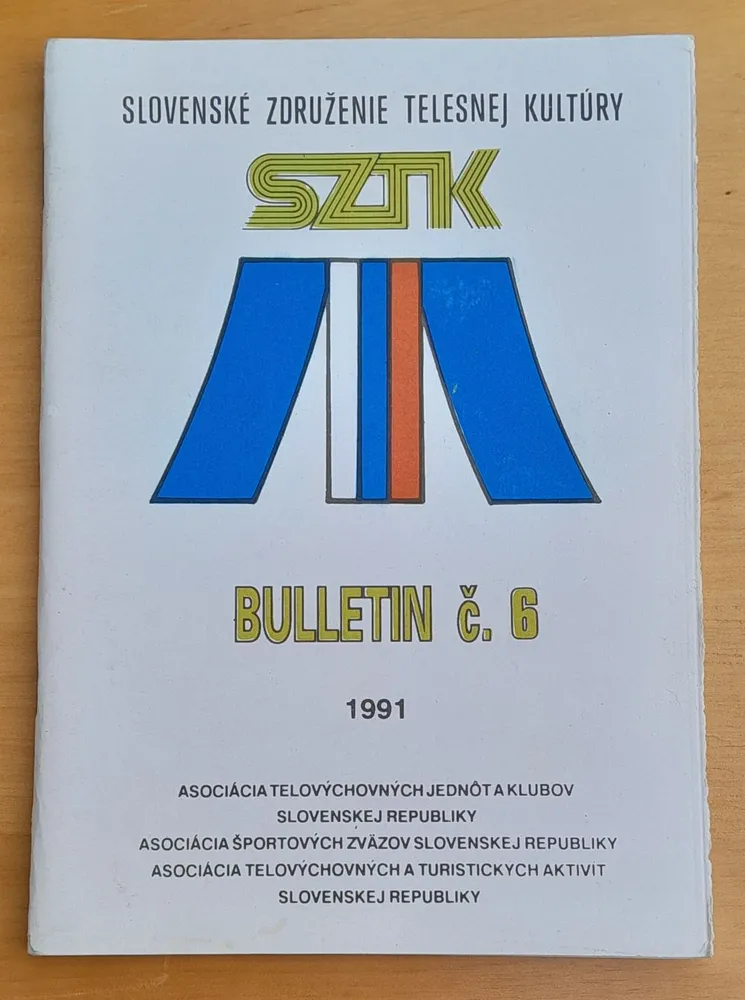 SLOVENSKÉ ZDRUŽENIE TELESNEJ KULTÚRY
SZTK
BULLETIN č. 6
1991
ASOCIÁCIA TELOVÝCHOVNÝCH JEDNÔT A KLUBOV
SLOVENSKEJ REPUBLIKY
ASOCIÁCIA ŠPORTOVÝCH ZVÄZOV SLOVENSKEJ REPUBLIKY
ASOCIÁCIA TELOVÝCHOVNÝCH A TURISTICKÝCH AKTIVÍT
SLOVENSKEJ REPUBLIKY